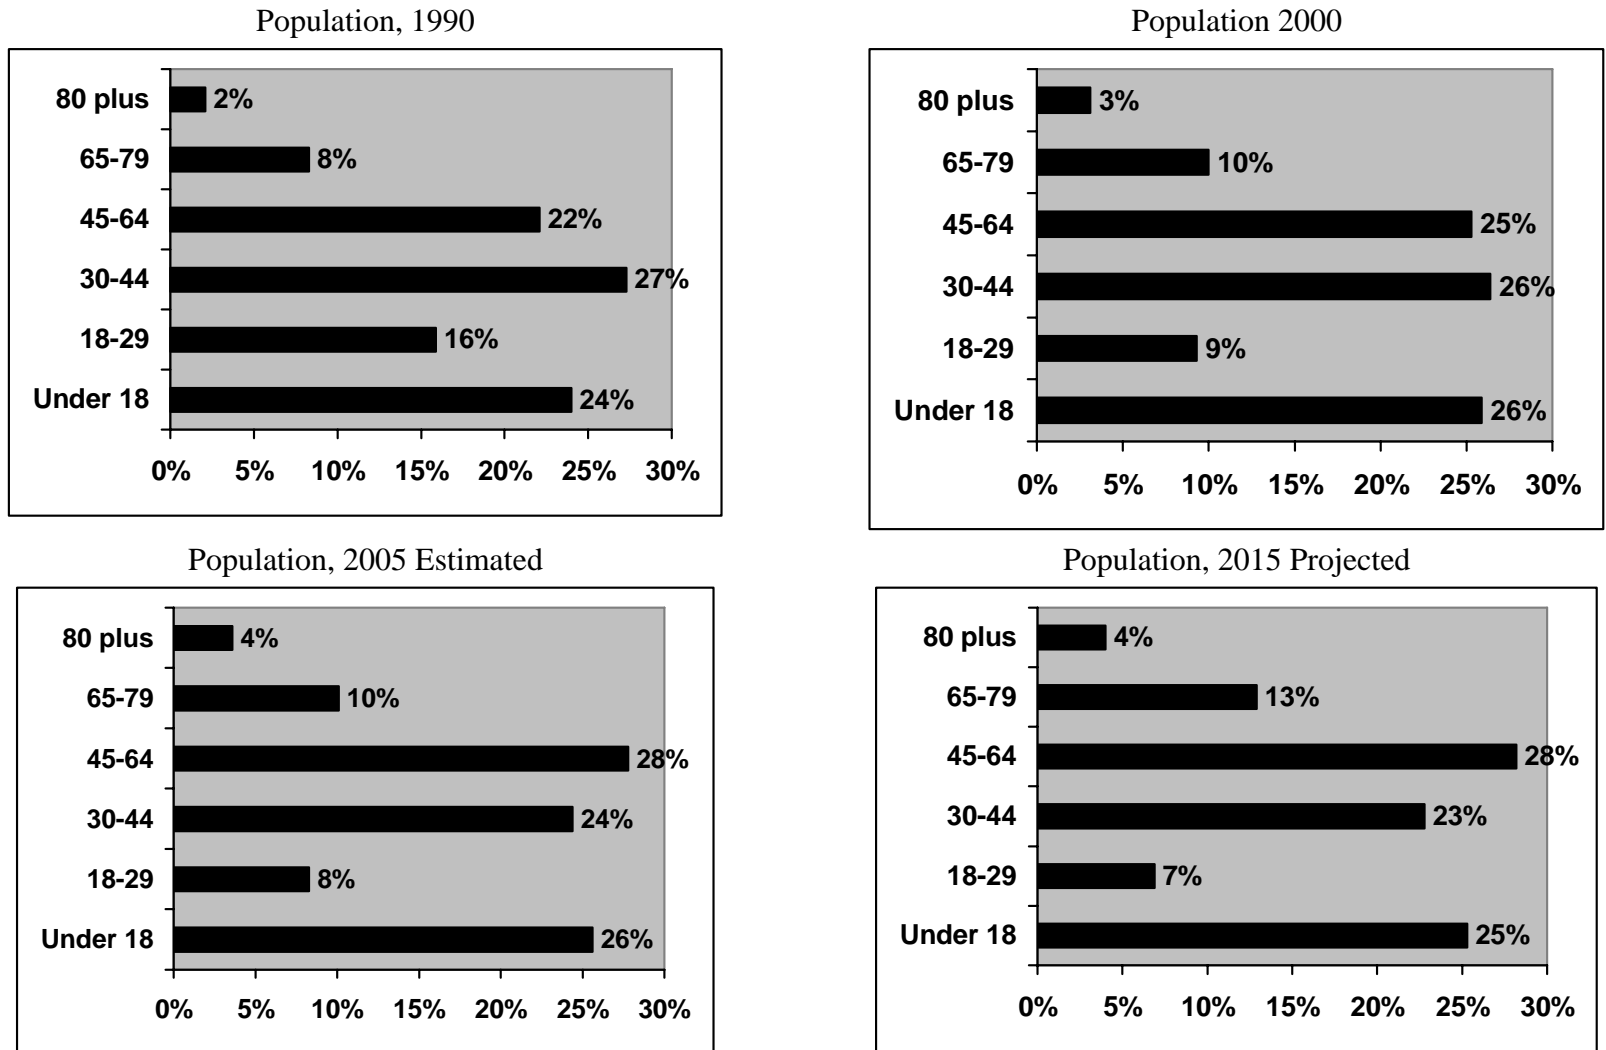 Population, 1990
80 plus 2%
65-79 8%
45-64 22%
30-44 27%
18-29 16%
Under 18 24%
0% 5% 10% 15% 20% 25% 30%
Population 2000
80 plus 3%
65-79 10%
45-64 25%
30-44 26%
18-29 9%
Under 18 26%
0% 5% 10% 15% 20% 25% 30%
Population, 2005 Estimated
80 plus 4%
65-79 10%
45-64 28%
30-44 24%
18-29 8%
Under 18 26%
0% 5% 10% 15% 20% 25% 30%
Population, 2015 Projected
80 plus 4%
65-79 13%
45-64 28%
30-44 23%
18-29 7%
Under 18 25%
0% 5% 10% 15% 20% 25% 30%